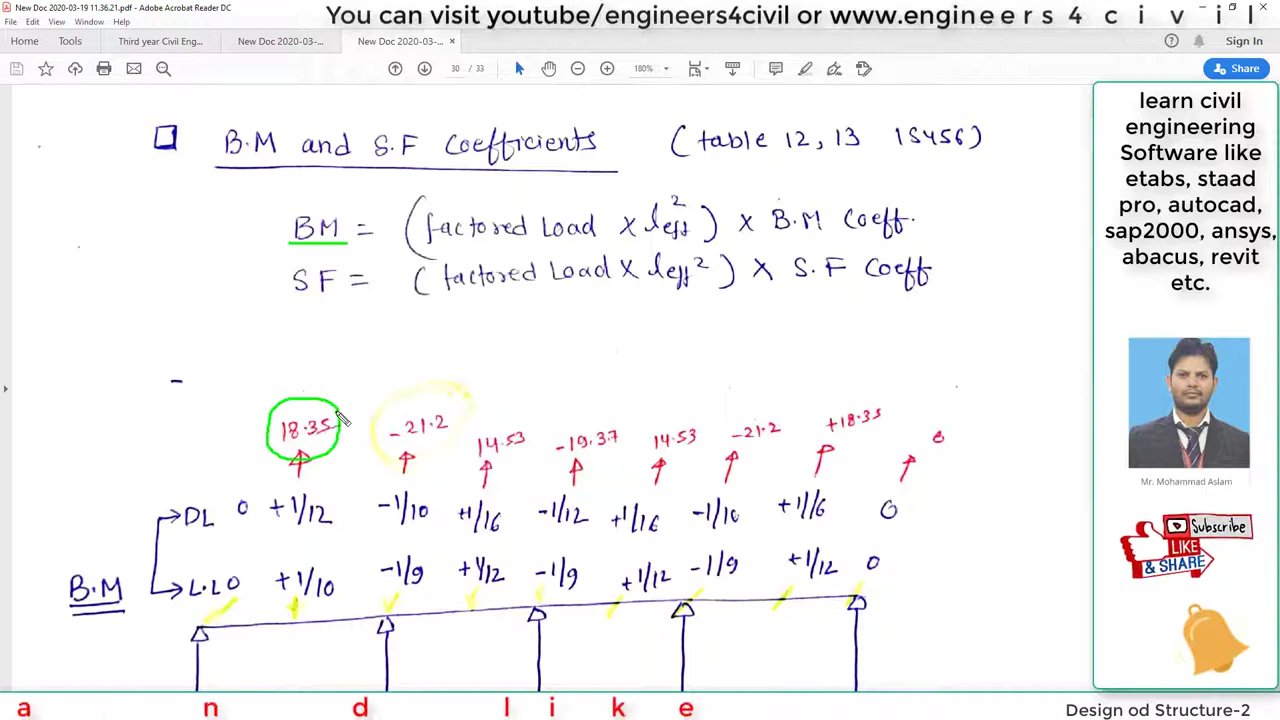 New Doc 2020-03-19 11.36.21.pdf - Adobe Acrobat Reader DC
You can visit youtube/engineers4civil or www.engineers4civil
File Edit View Window Help
Home Tools Third year Civil Eng... New Doc 2020-03-... New Doc 2020-03-... × Sign In
30 / 33 180% Share
B.M and S.F Coefficients (table 12, 13 IS456)
BM = (factored Load × leff²) × B.M Coeff.
SF = (factored Load × leff²) × S.F Coeff
18.35 -21.2 14.53 -19.37 14.53 -21.2 +18.35 0
DL 0 +1/12 -1/10 +1/16 -1/12 +1/16 -1/10 +1/6 0
B.M
L.L 0 +1/10 -1/9 +1/12 -1/9 +1/12 -1/9 +1/12 0
learn civil
engineering
Software like
etabs, staad
pro, autocad,
sap2000, ansys,
abacus, revit
etc.
Mr. Mohammad Aslam
Subscribe
LIKE
& SHARE
a n d l i k e
Design od Structure-2